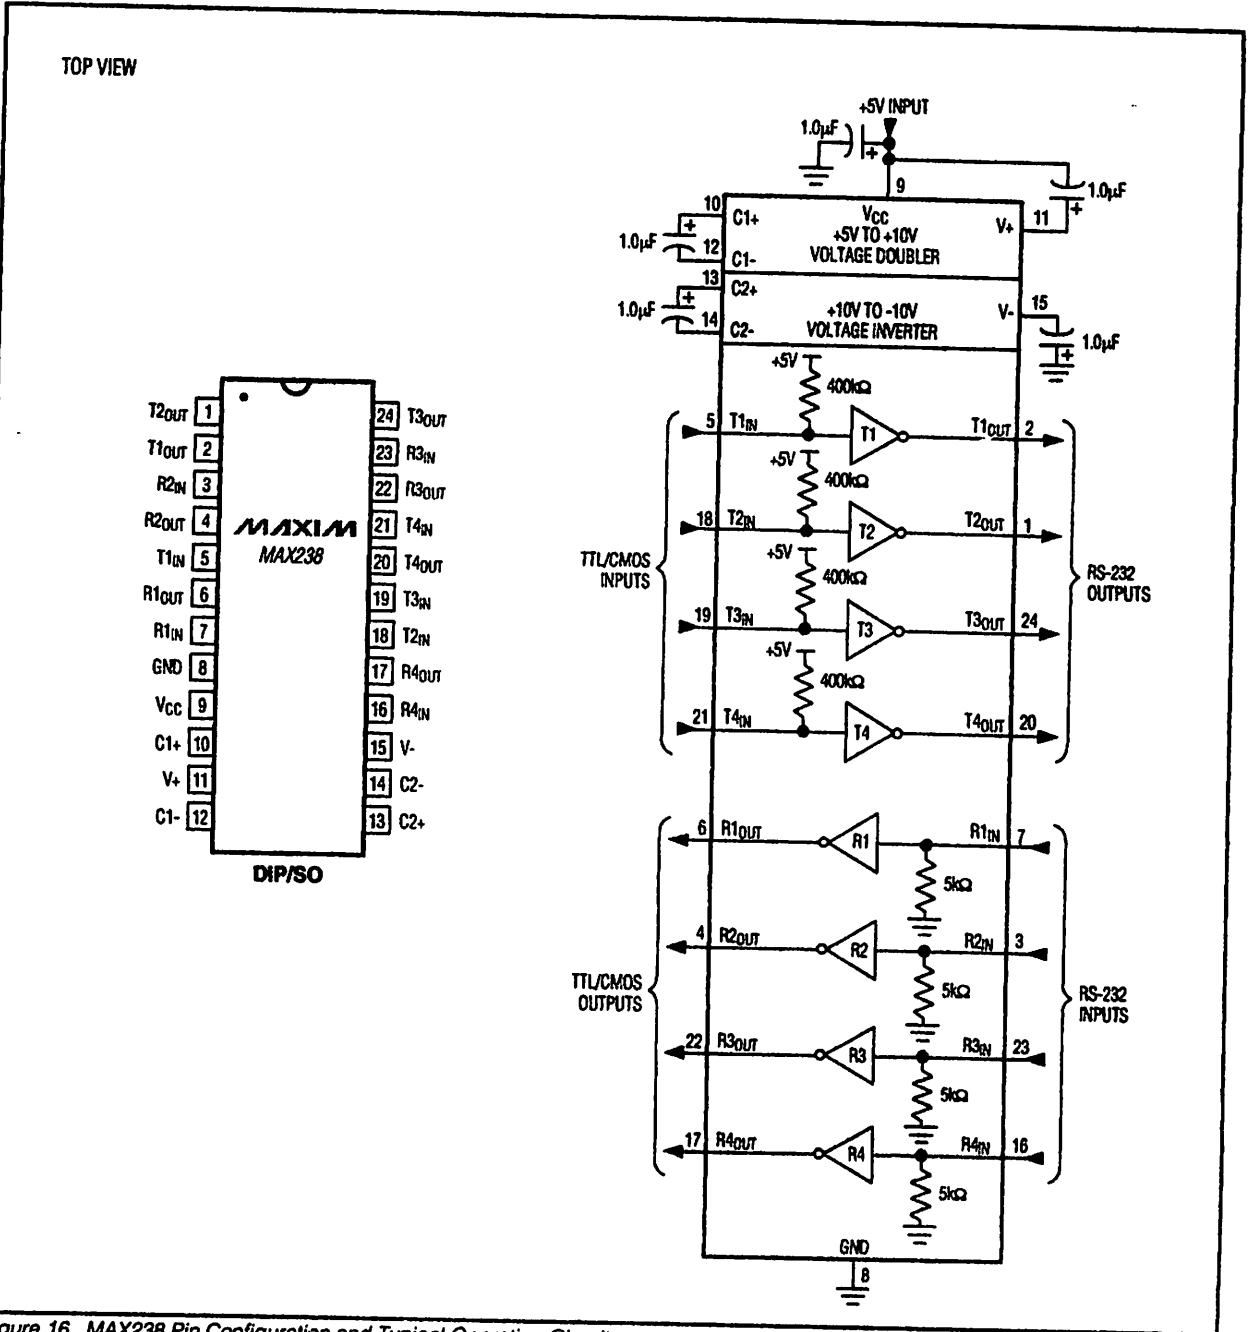 TOP VIEW
T2OUT 1
T1OUT 2
R2IN 3
R2OUT 4
T1IN 5
R1OUT 6
R1IN 7
GND 8
VCC 9
C1+ 10
V+ 11
C1- 12
24 T3OUT
23 R3IN
22 R3OUT
21 T4IN
20 T4OUT
19 T3IN
18 T2IN
17 R4OUT
16 R4IN
15 V-
14 C2-
13 C2+
MAXIM
MAX238
DIP/SO
+5V INPUT
1.0µF
+
9
1.0µF
+
11
V+
10
C1+
+
1.0µF
12
C1-
VCC
+5V TO +10V
VOLTAGE DOUBLER
13
C2+
+
1.0µF
14
C2-
+10V TO -10V
VOLTAGE INVERTER
V-
15
1.0µF
+
+5V
400kΩ
5 T1IN
T1
T1OUT 2
+5V
400kΩ
18 T2IN
T2
T2OUT 1
TTL/CMOS
INPUTS
+5V
400kΩ
RS-232
OUTPUTS
19 T3IN
T3
T3OUT 24
+5V
400kΩ
21 T4IN
T4
T4OUT 20
6 R1OUT
R1
R1IN 7
5kΩ
4 R2OUT
R2
R2IN 3
5kΩ
TTL/CMOS
OUTPUTS
RS-232
INPUTS
22 R3OUT
R3
R3IN 23
5kΩ
17 R4OUT
R4
R4IN 16
5kΩ
GND
8
16. MAX238 Pin Configuration and Typical Operating